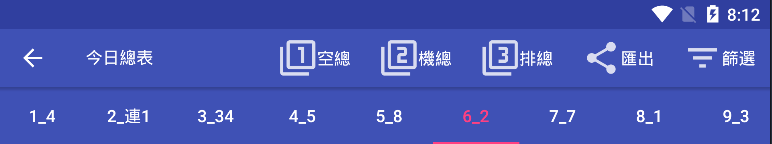 8:12
今日總表 1 空總 2 機總 3 排總 匯出 篩選
1_4 2_連1 3_34 4_5 5_8 6_2 7_7 8_1 9_3